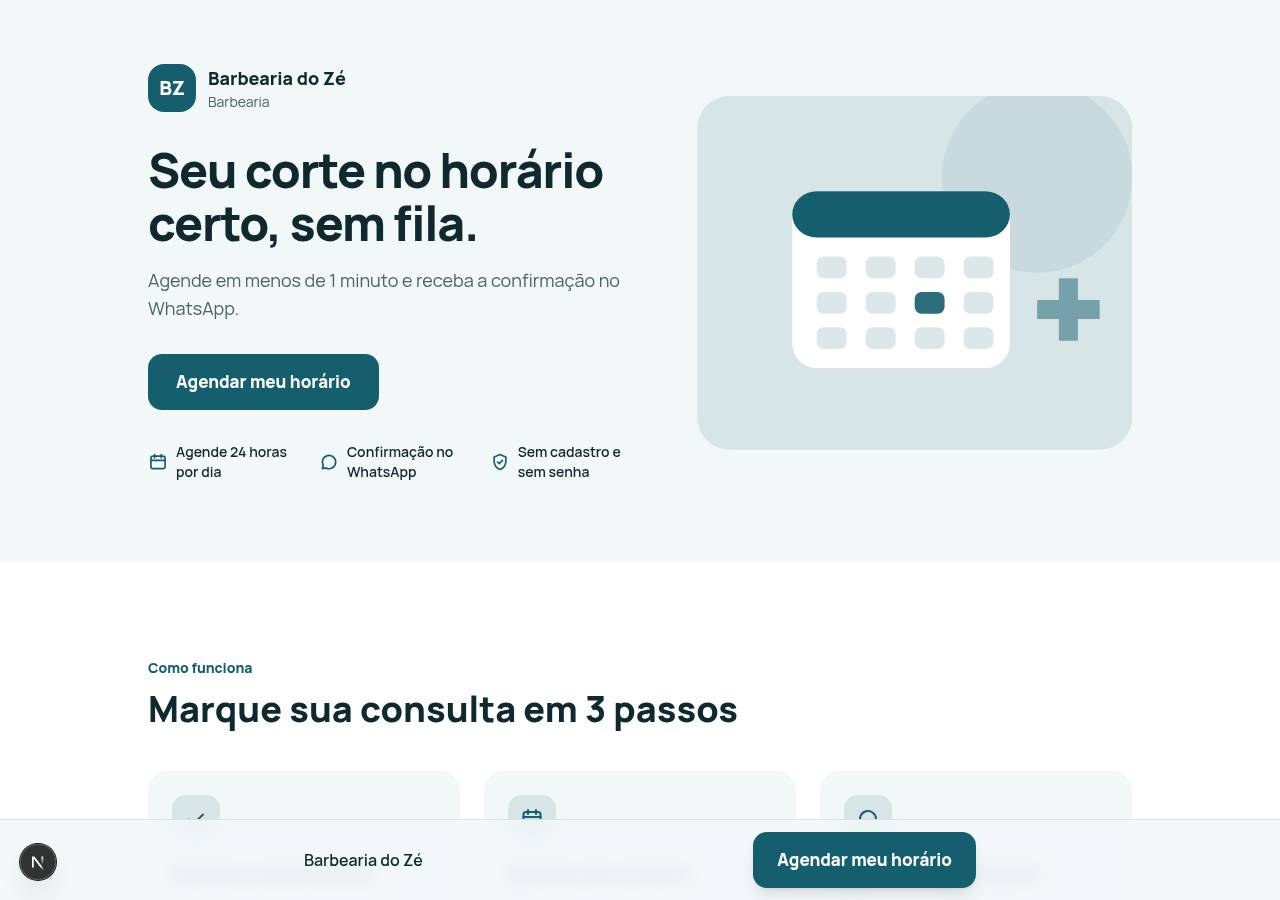 BZ
Barbearia do Zé
Barbearia
Seu corte no horário
certo, sem fila.
Agende em menos de 1 minuto e receba a confirmação no
WhatsApp.
Agendar meu horário
Agende 24 horas
por dia
Confirmação no
WhatsApp
Sem cadastro e
sem senha
Como funciona
Marque sua consulta em 3 passos
N
Barbearia do Zé
Agendar meu horário